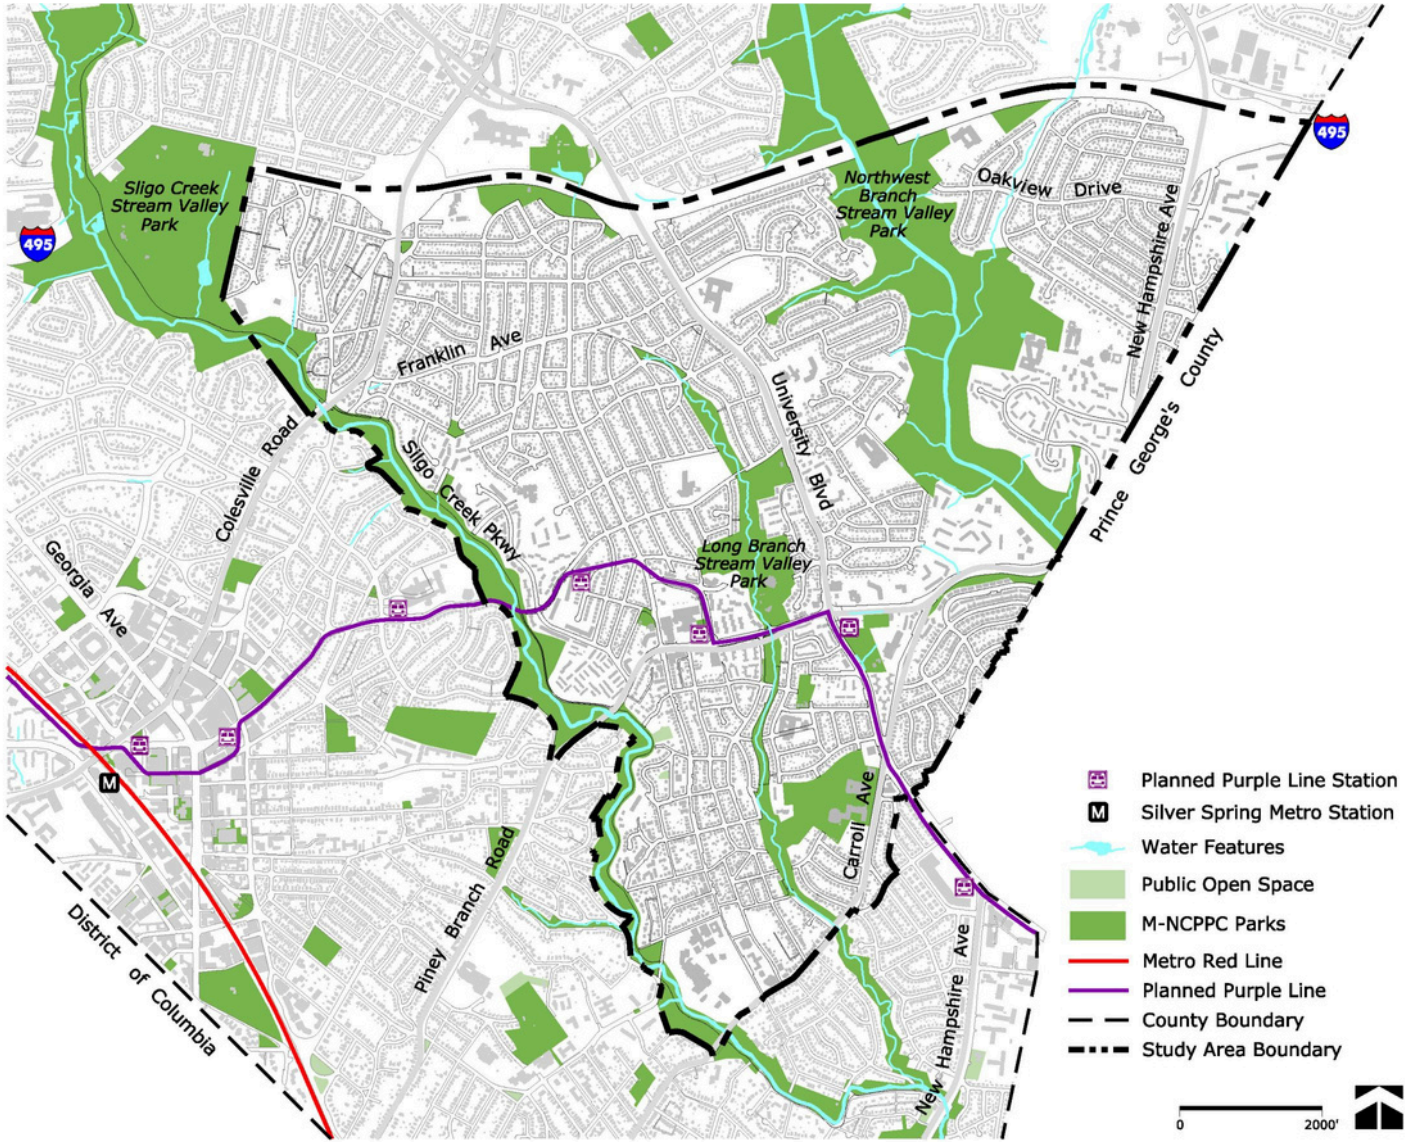 495
Oakview Drive
Northwest
Branch
Stream Valley
Park
Sligo Creek
Stream Valley
Park
495
New Hampshire Ave
Prince George's County
Franklin Ave
University Blvd
Colesville Road
Silgo Creek Pkwy
Georgia Ave
Long Branch
Stream Valley
Park
M
Carroll Ave
Piney Branch Road
District of Columbia
New Hampshire Ave
Planned Purple Line Station
M Silver Spring Metro Station
Water Features
Public Open Space
M-NCPPC Parks
Metro Red Line
Planned Purple Line
County Boundary
Study Area Boundary
0 2000'